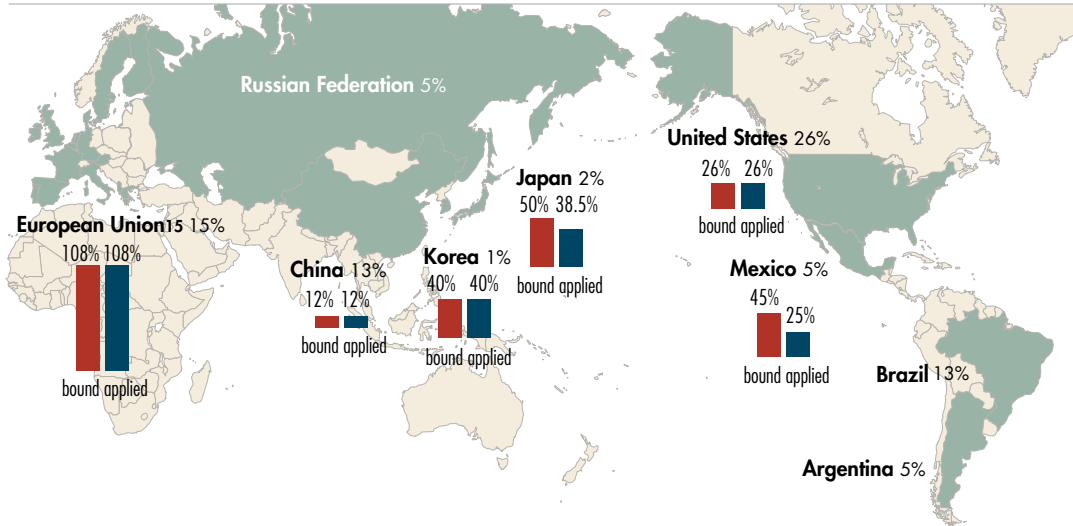 Russian Federation 5%
United States 26%
26% 26%
bound applied
Japan 2%
50% 38.5%
bound applied
European Union15 15%
108% 108%
bound applied
China 13%
12% 12%
bound applied
Korea 1%
40% 40%
bound applied
Mexico 5%
45%
25%
bound applied
Brazil 13%
Argentina 5%